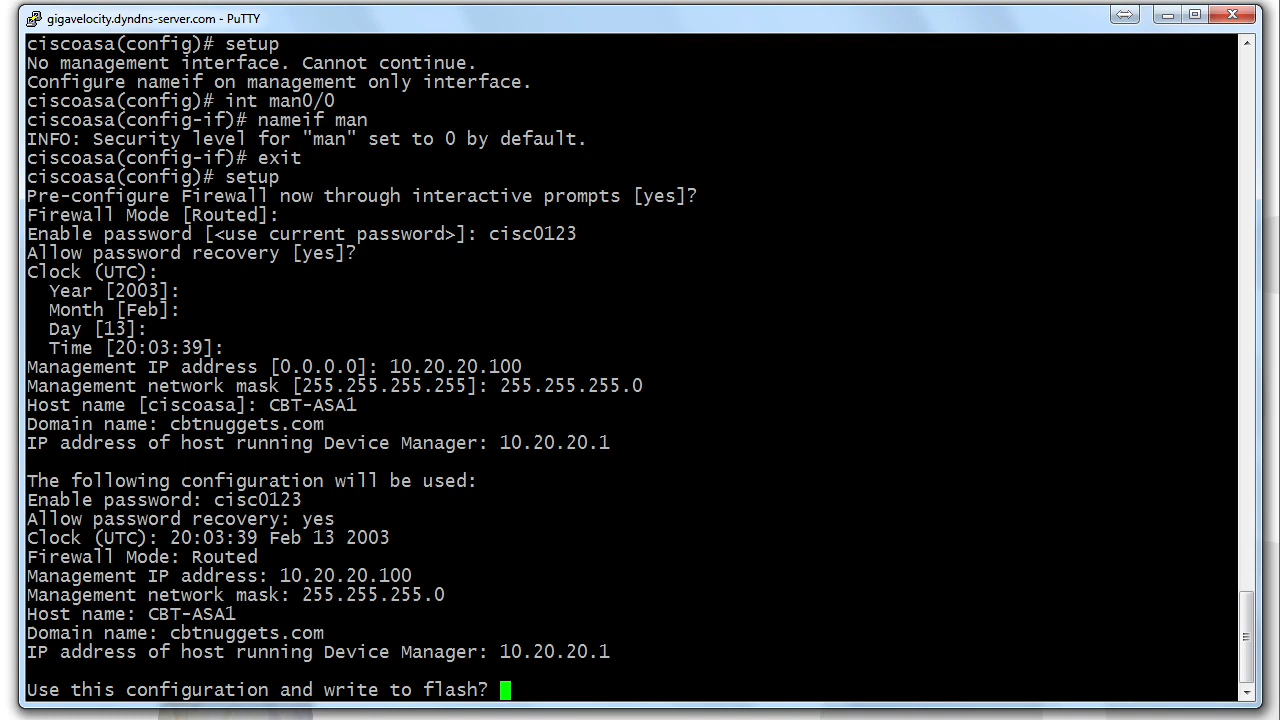 gigavelocity.dyndns-server.com - PuTTY
ciscoasa(config)# setup
No management interface. Cannot continue.
Configure nameif on management only interface.
ciscoasa(config)# int man0/0
ciscoasa(config-if)# nameif man
INFO: Security level for "man" set to 0 by default.
ciscoasa(config-if)# exit
ciscoasa(config)# setup
Pre-configure Firewall now through interactive prompts [yes]?
Firewall Mode [Routed]:
Enable password [<use current password>]: cisc0123
Allow password recovery [yes]?
Clock (UTC):
  Year [2003]:
  Month [Feb]:
  Day [13]:
  Time [20:03:39]:
Management IP address [0.0.0.0]: 10.20.20.100
Management network mask [255.255.255.255]: 255.255.255.0
Host name [ciscoasa]: CBT-ASA1
Domain name: cbtnuggets.com
IP address of host running Device Manager: 10.20.20.1
The following configuration will be used:
Enable password: cisc0123
Allow password recovery: yes
Clock (UTC): 20:03:39 Feb 13 2003
Firewall Mode: Routed
Management IP address: 10.20.20.100
Management network mask: 255.255.255.0
Host name: CBT-ASA1
Domain name: cbtnuggets.com
IP address of host running Device Manager: 10.20.20.1
Use this configuration and write to flash?